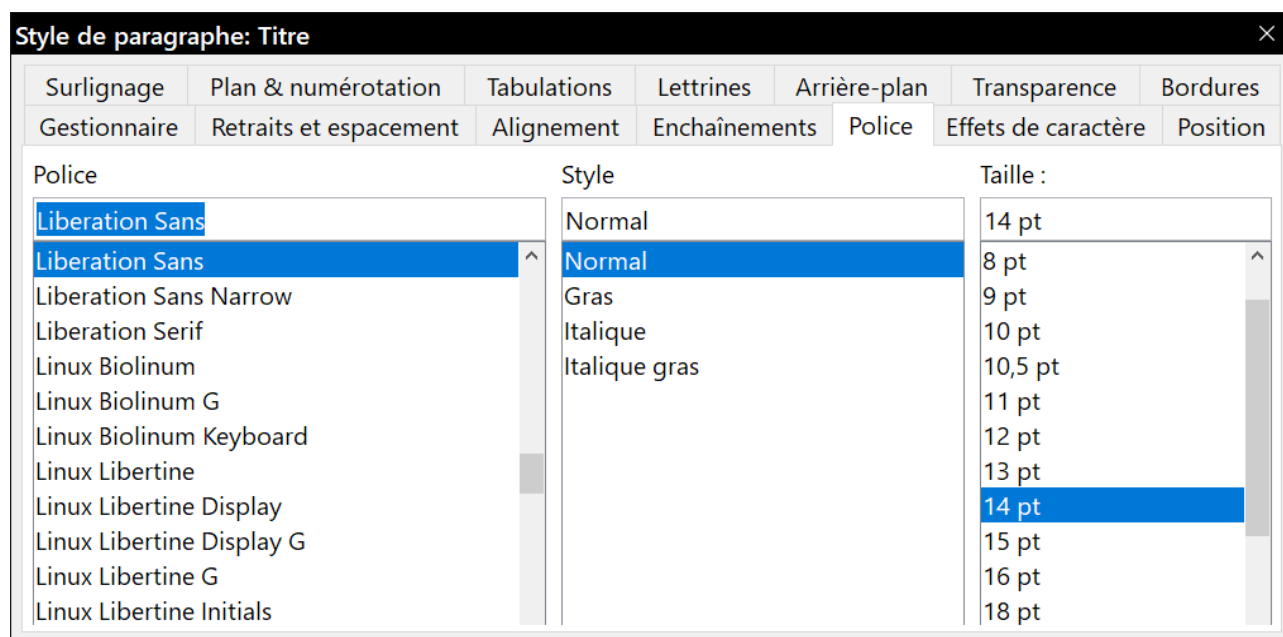 Style de paragraphe: Titre
Surlignage Plan & numérotation Tabulations Lettrines Arrière-plan Transparence Bordures
Gestionnaire Retraits et espacement Alignement Enchaînements Police Effets de caractère Position
Police Style Taille :
Liberation Sans Normal 14 pt
Liberation Sans Normal 8 pt
Liberation Sans Narrow Gras 9 pt
Liberation Serif Italique 10 pt
Linux Biolinum Italique gras 10,5 pt
Linux Biolinum G 11 pt
Linux Biolinum Keyboard 12 pt
Linux Libertine 13 pt
Linux Libertine Display 14 pt
Linux Libertine Display G 15 pt
Linux Libertine G 16 pt
Linux Libertine Initials 18 pt